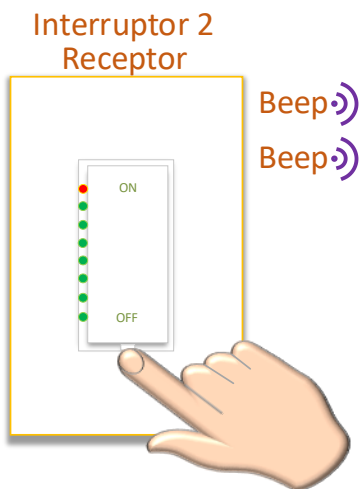 Interruptor 2
Receptor
Beep
Beep
ON
OFF